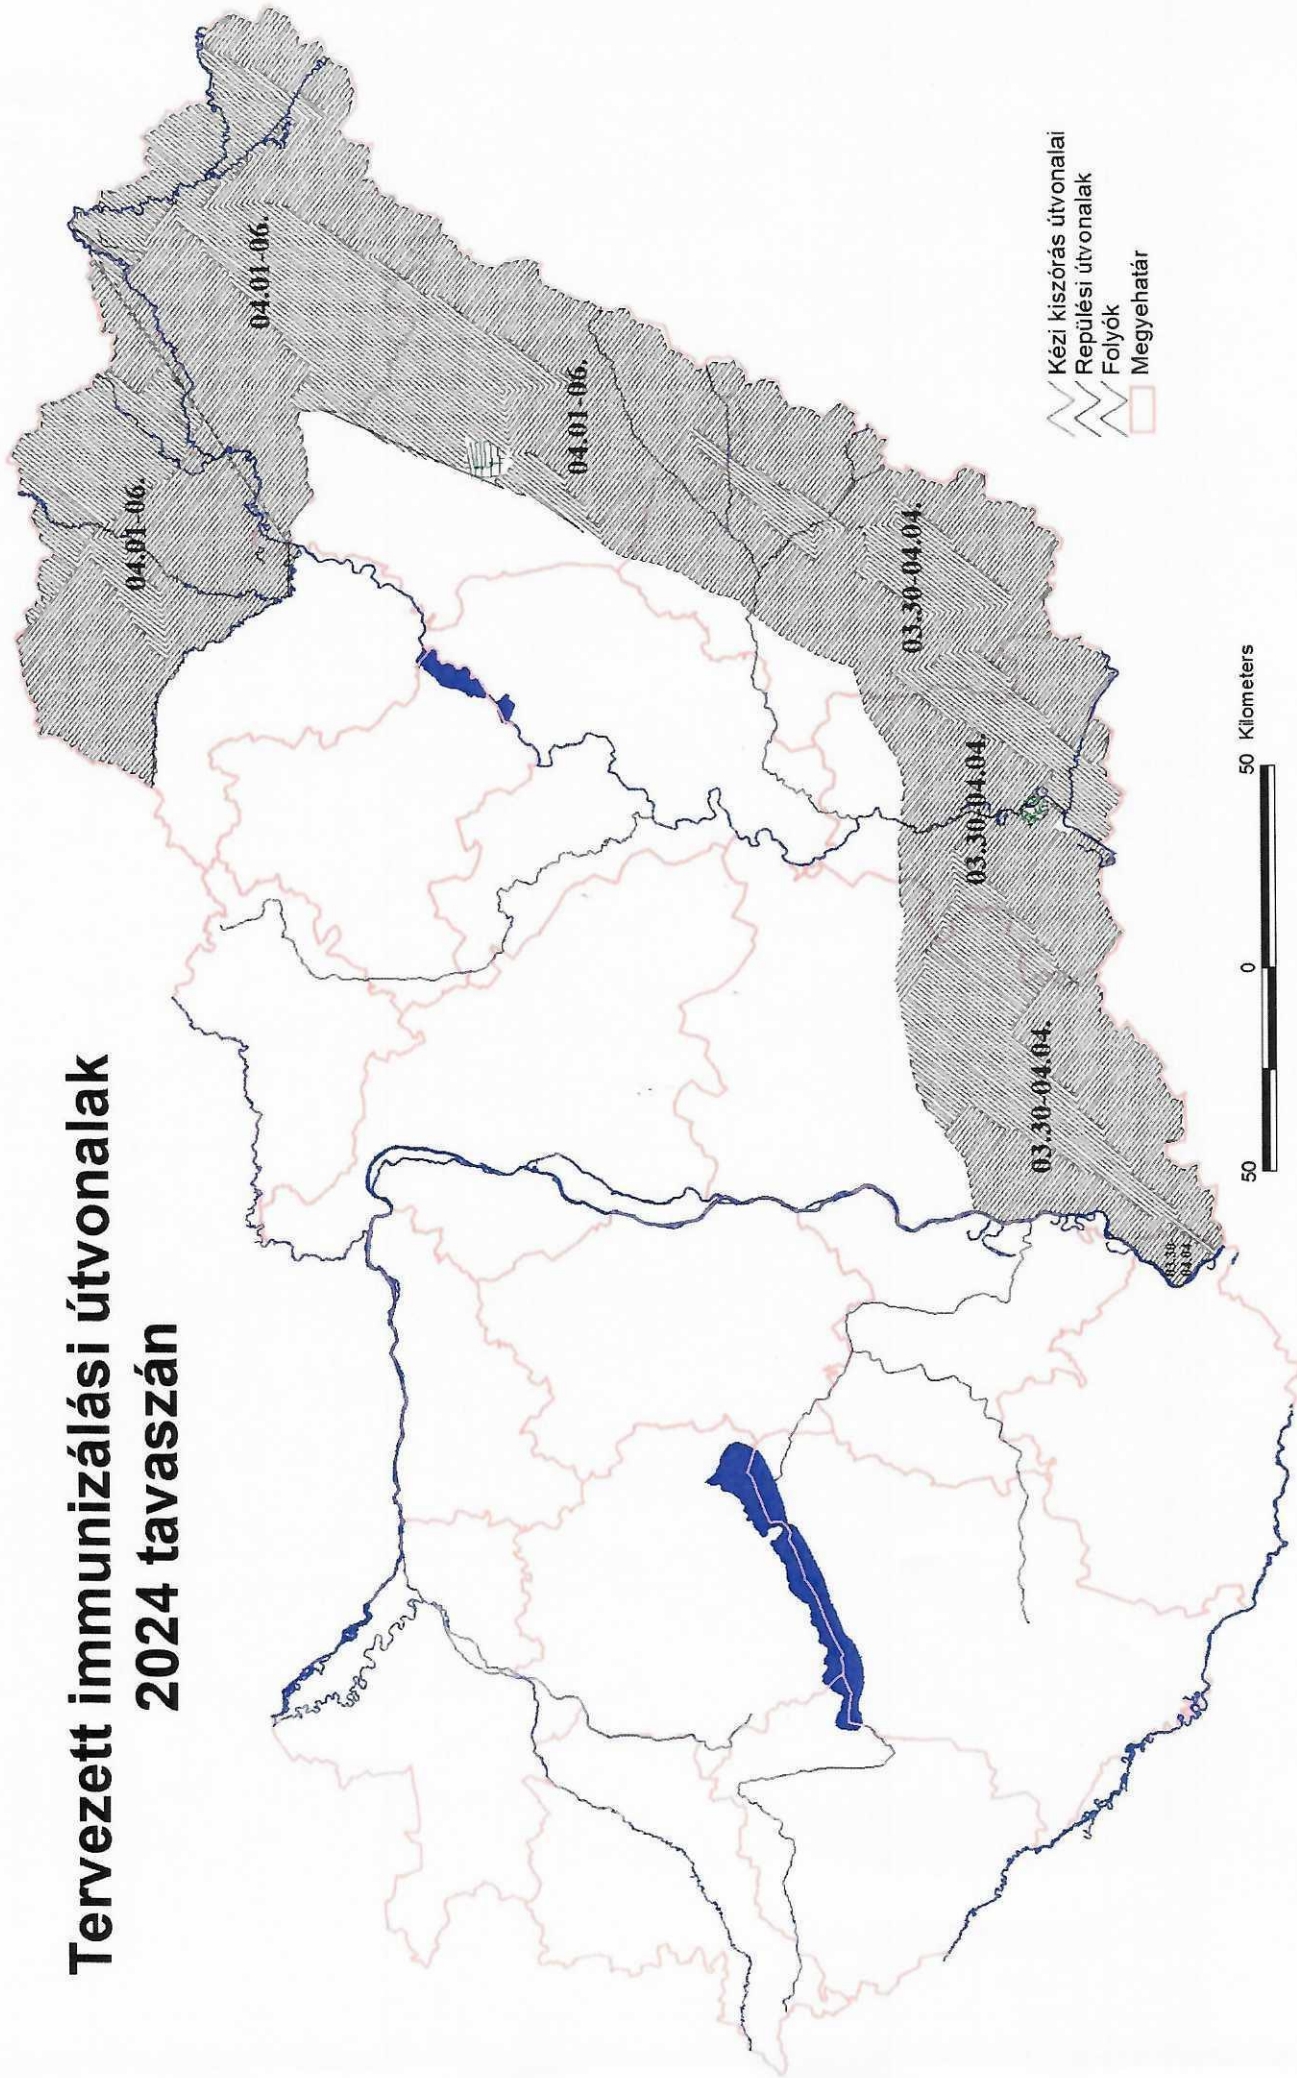 Tervezett immunizálási útvonalak
2024 tavaszán
04.01-06.
04.01-06.
04.01-06.
03.30-04.04.
03.30-04.04.
03.30-04.04.
03.30-
04.04.
Kézi kiszórás útvonalai
Repülési útvonalak
Folyók
Megyehatár
50 0 50 Kilometers